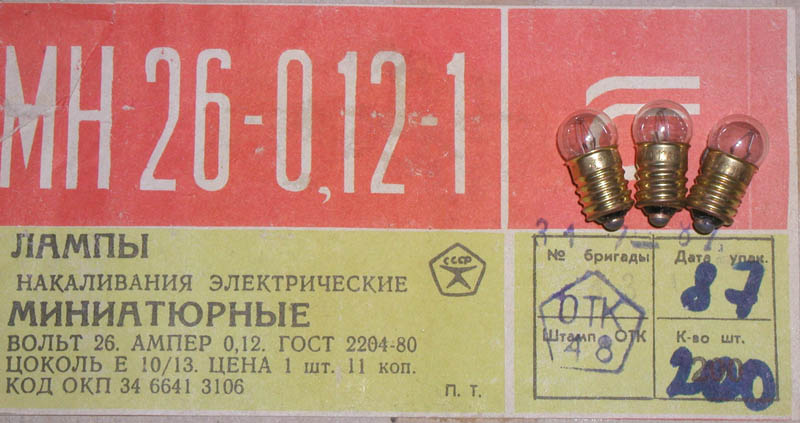 МН 26-0,12-1
ЛАМПЫ
НАКАЛИВАНИЯ ЭЛЕКТРИЧЕСКИЕ
МИНИАТЮРНЫЕ
ВОЛЬТ 26. АМПЕР 0,12. ГОСТ 2204-80
ЦОКОЛЬ Е 10/13. ЦЕНА 1 шт. 11 коп.
КОД ОКП 34 6641 3106
П. Т.
СССР
№ бригады
Дата упак.
87
Штамп ОТК
ОТК
48
К-во шт.
200